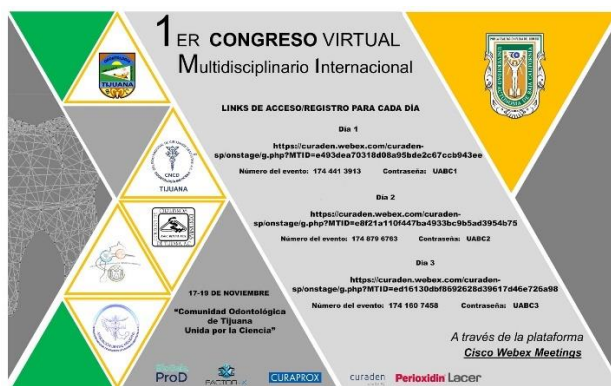 1ER CONGRESO VIRTUAL
Multidisciplinario Internacional
TIJUANA
LINKS DE ACCESO/REGISTRO PARA CADA DÍA
Día 1
https://curaden.webex.com/curaden-
sp/onstage/g.php?MTID=e493dea70318d08a95bde2c67ccb943ee
Número del evento: 174 441 3913 Contraseña: UABC1
CNCD
TIJUANA
Día 2
https://curaden.webex.com/curaden-
sp/onstage/g.php?MTID=e8f21a110f447ba4933bc9b5ad3954b75
Número del evento: 174 879 6763 Contraseña: UABC2
Día 3
https://curaden.webex.com/curaden-
sp/onstage/g.php?MTID=ed16130dbf8692628d39617d46e726a98
Número del evento: 174 160 7458 Contraseña: UABC3
17-19 DE NOVIEMBRE
“Comunidad Odontológica
de Tijuana
Unida por la Ciencia”
A través de la plataforma
Cisco Webex Meetings
ProD
CURAPROX
curaden
Perioxidin Lacer